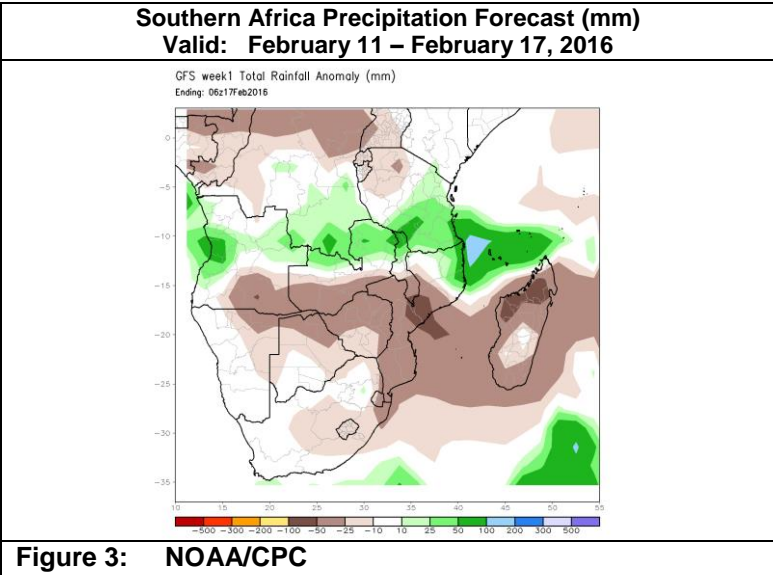 Southern Africa Precipitation Forecast (mm)
Valid: February 11 – February 17, 2016
GFS week1 Total Rainfall Anomaly (mm)
Ending: 06z17Feb2016
0
-5
-10
-15
-20
-25
-30
-35
10 15 20 25 30 35 40 45 50 55
-500 -300 -200 -100 -50 -25 -10 10 25 50 100 200 300 500
Figure 3: NOAA/CPC